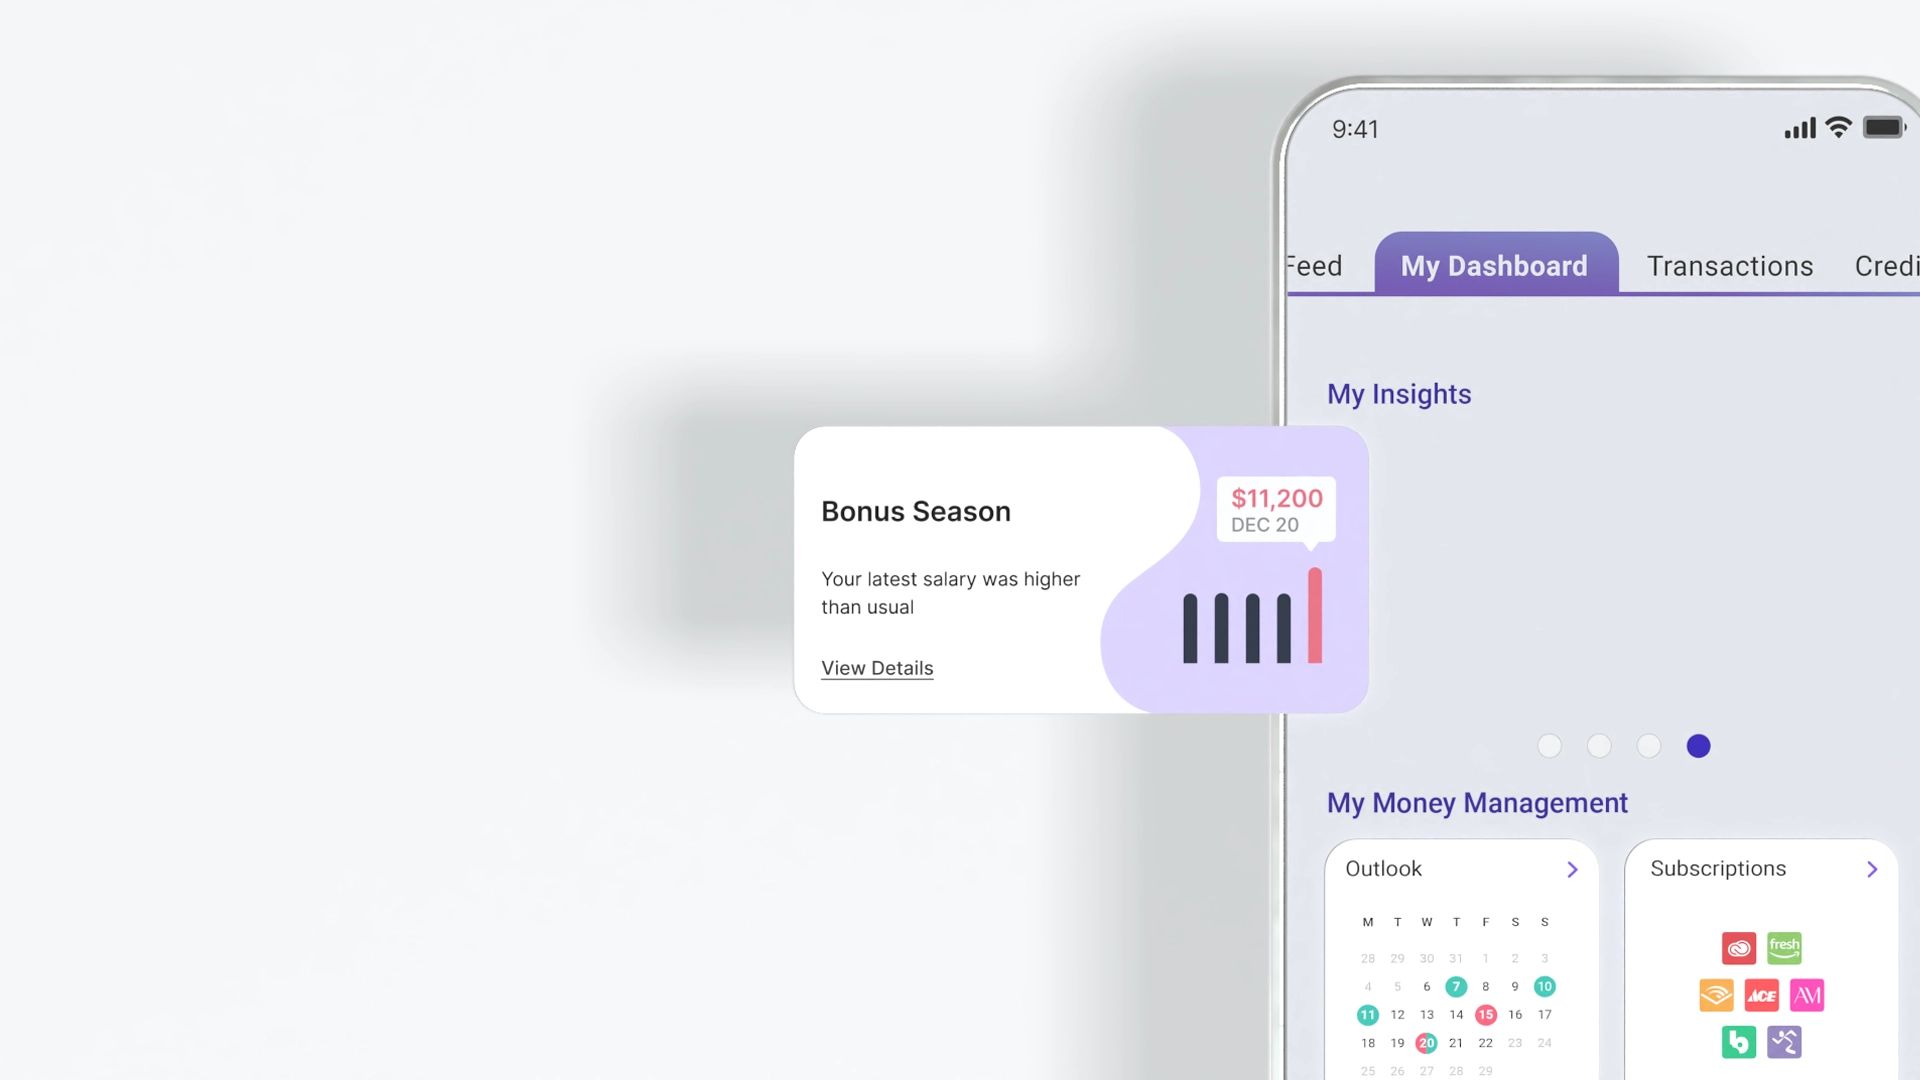 9:41
Feed
My Dashboard
Transactions
Credi
My Insights
Bonus Season
Your latest salary was higher
than usual
View Details
$11,200
DEC 20
My Money Management
Outlook
M T W T F S S
28 29 30 31 1 2 3
4 5 6 7 8 9 10
11 12 13 14 15 16 17
18 19 20 21 22 23 24
25 26 27 28 29
Subscriptions
fresh
ACE
AM